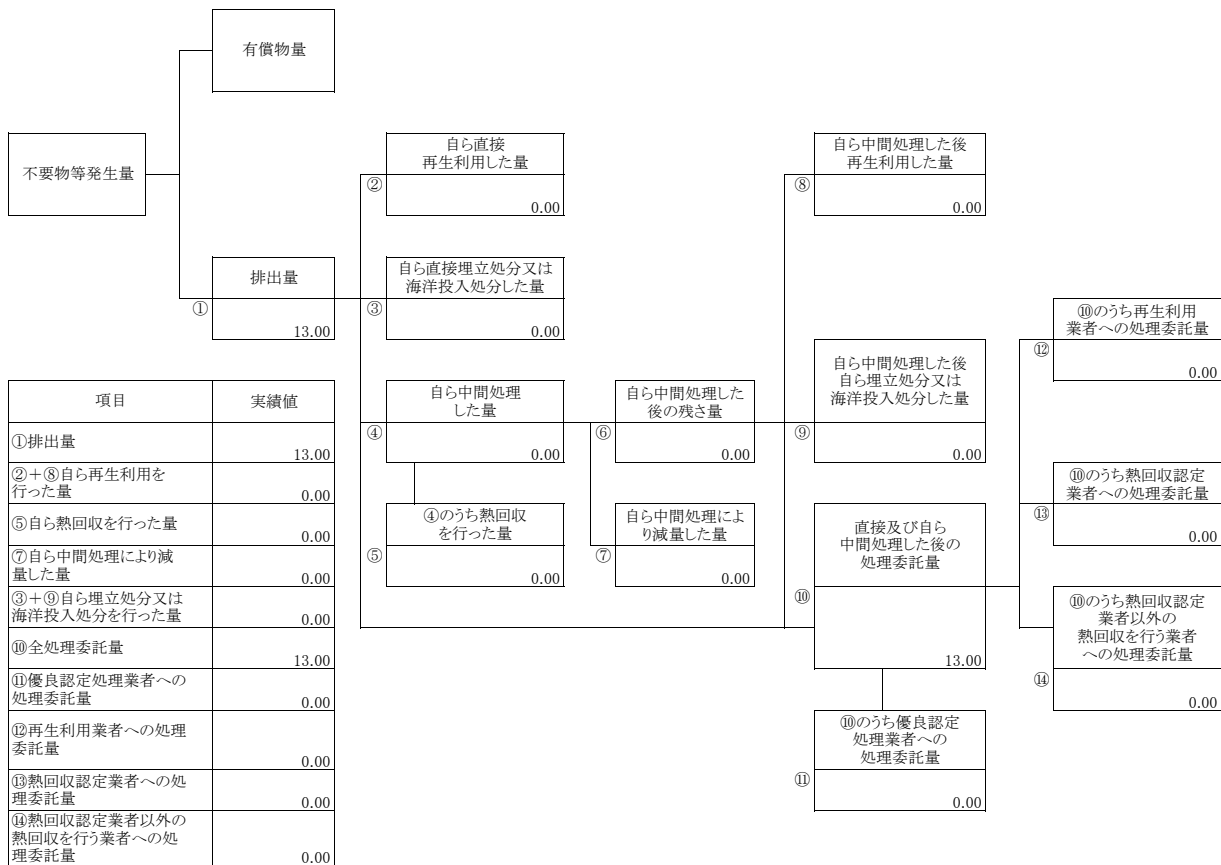 有償物量
不要物等発生量
自ら直接
再生利用した量
②
0.00
自ら中間処理した後
再生利用した量
⑧
0.00
排出量
①
13.00
自ら直接埋立処分又は
海洋投入処分した量
③
0.00
⑩のうち再生利用
業者への処理委託量
⑫
0.00
自ら中間処理
した量
④
0.00
自ら中間処理した
後の残さ量
⑥
0.00
自ら中間処理した後
自ら埋立処分又は
海洋投入処分した量
⑨
0.00
⑩のうち熱回収認定
業者への処理委託量
⑬
0.00
④のうち熱回収
を行った量
⑤
0.00
自ら中間処理によ
り減量した量
⑦
0.00
直接及び自ら
中間処理した後の
処理委託量
⑩
13.00
⑩のうち熱回収認定
業者以外の
熱回収を行う業者
への処理委託量
⑭
0.00
⑩のうち優良認定
処理業者への
処理委託量
⑪
0.00
項目 実績値
①排出量
13.00
②+⑧自ら再生利用を
行った量
0.00
⑤自ら熱回収を行った量
0.00
⑦自ら中間処理により減
量した量
0.00
③+⑨自ら埋立処分又は
海洋投入処分を行った量
0.00
⑩全処理委託量
13.00
⑪優良認定処理業者への
処理委託量
0.00
⑫再生利用業者への処理
委託量
0.00
⑬熱回収認定業者への処
理委託量
0.00
⑭熱回収認定業者以外の
熱回収を行う業者への処
理委託量
0.00